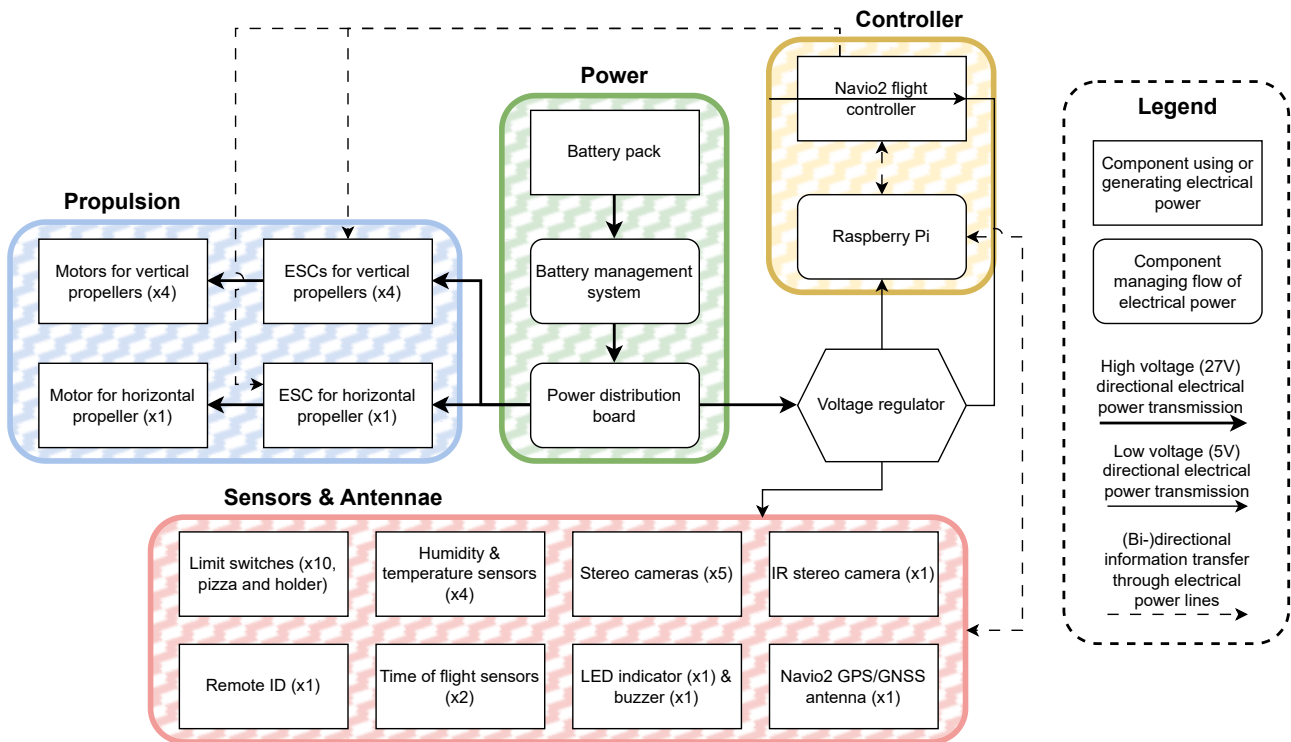 Controller
Navio2 flight
controller
Raspberry Pi
Power
Battery pack
Battery management
system
Power distribution
board
Voltage regulator
Propulsion
Motors for vertical
propellers (x4)
ESCs for vertical
propellers (x4)
Motor for horizontal
propeller (x1)
ESC for horizontal
propeller (x1)
Sensors & Antennae
Limit switches (x10,
pizza and holder)
Humidity &
temperature sensors
(x4)
Stereo cameras (x5)
IR stereo camera (x1)
Remote ID (x1)
Time of flight sensors
(x2)
LED indicator (x1) &
buzzer (x1)
Navio2 GPS/GNSS
antenna (x1)
Legend
Component using or
generating electrical
power
Component
managing flow of
electrical power
High voltage (27V)
directional electrical
power transmission
Low voltage (5V)
directional electrical
power transmission
(Bi-)directional
information transfer
through electrical
power lines